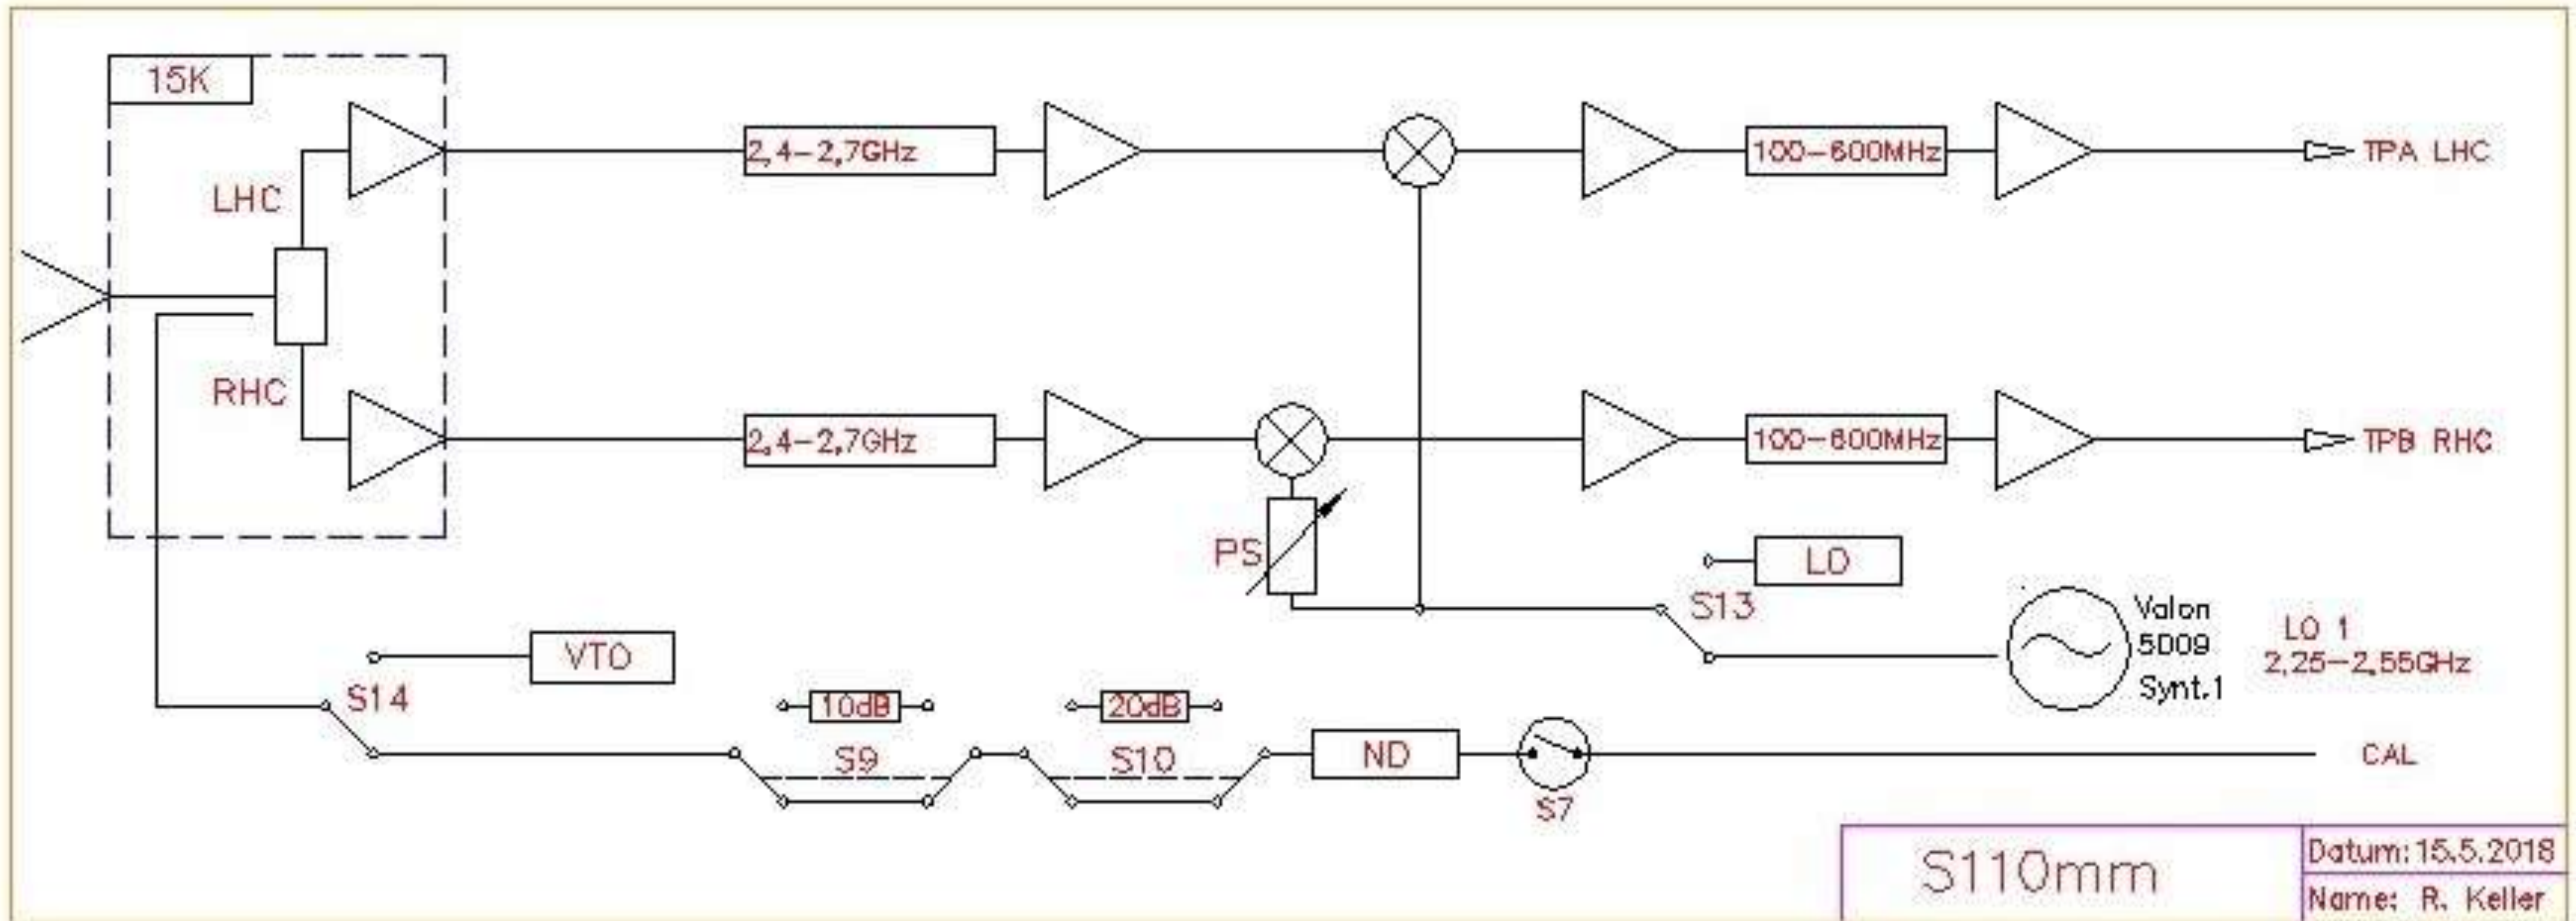 15K
LHC
2,4-2,7GHz
100-600MHz
TPA LHC
RHC
2,4-2,7GHz
100-600MHz
TPB RHC
PS
LO
S13
Valon
5009
Synt.1
LO 1
2,25-2,55GHz
VTO
S14
10dB
20dB
S9
S10
ND
S7
CAL
S110mm
Datum:15.5.2018
Name: R. Keller